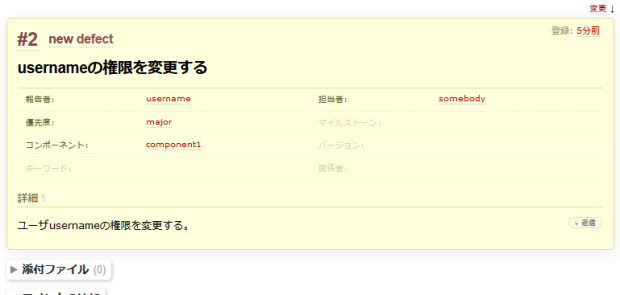 変更 ↓
#2 new defect 登録: 5分前
usernameの権限を変更する
報告者: username 担当者: somebody
優先度: major マイルストーン:
コンポーネント: component1 バージョン:
キーワード: 関係者:
詳細 ¶
ユーザusernameの権限を変更する。 ↳ 返信
▶ 添付ファイル (0)